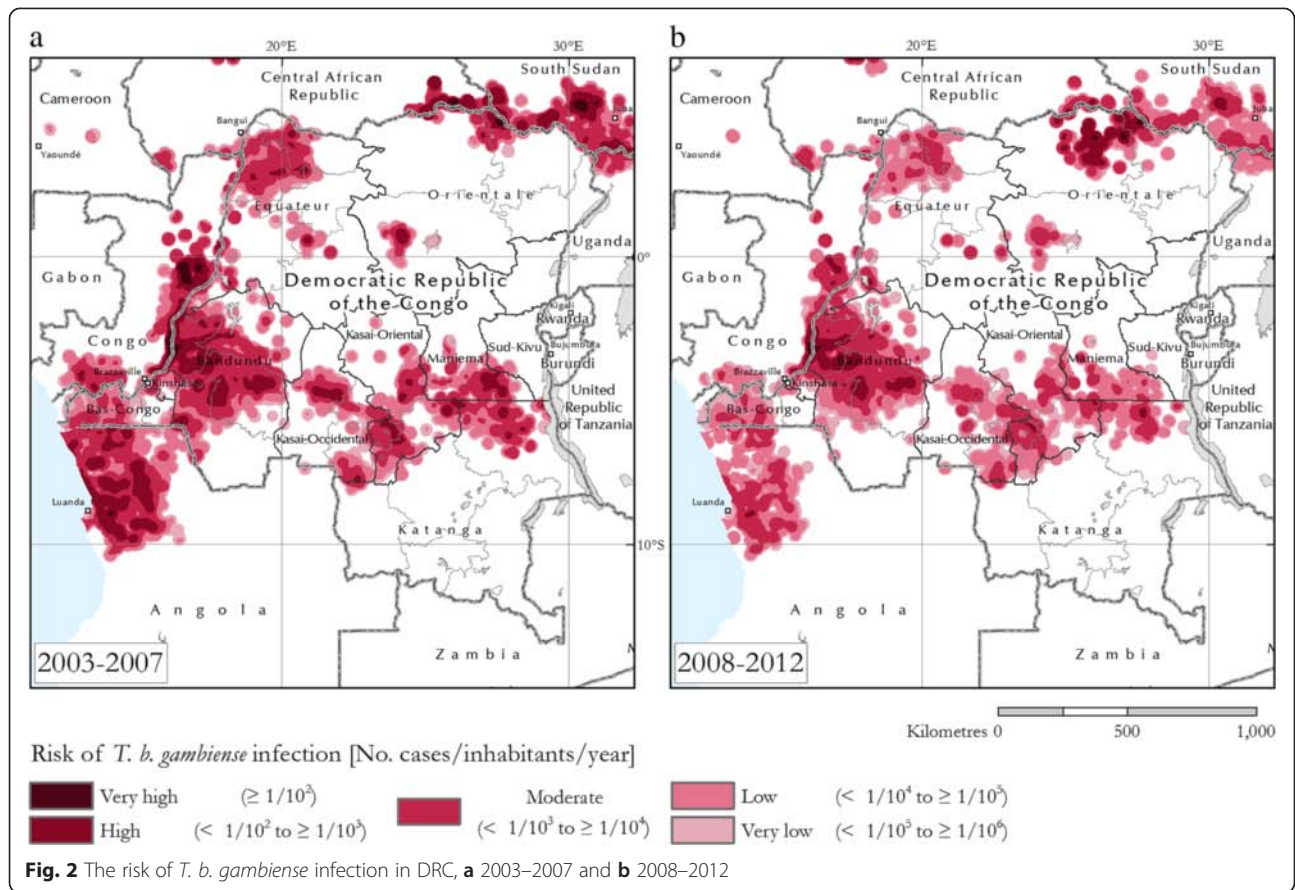 a
20°E
30°E
South Sudan
Central African
Republic
Cameroon
Juba
Bangui
Yaoundé
Orientale
Equateur
Uganda
0°
Gabon
Democratic Republic
of the Congo
Kigali
Rwanda
Congo
Kasai-Oriental
Sud-Kivu
Maniema
Bujumbura
Burundi
Bandundu
Brazzaville
Kinshasa
United
Republic
of Tanzania
Bas-Congo
Kasai-Occidental
Luanda
Katanga
10°S
Angola
Zambia
2003-2007
b
20°E
30°E
South Sudan
Central African
Republic
Cameroon
Juba
Bangui
Yaoundé
Orientale
Equateur
Uganda
0°
Gabon
Democratic Republic
of the Congo
Kigali
Rwanda
Congo
Kasai-Oriental
Sud-Kivu
Maniema
Bujumbura
Burundi
Bandundu
Brazzaville
Kinshasa
United
Republic
of Tanzania
Bas-Congo
Kasai-Occidental
Luanda
Katanga
10°S
Angola
Zambia
2008-2012
Kilometres 0 500 1,000
Risk of T. b. gambiense infection [No. cases/inhabitants/year]
Very high (≥ 1/10²)
High (< 1/10² to ≥ 1/10³)
Moderate
(< 1/10³ to ≥ 1/10⁴)
Low (< 1/10⁴ to ≥ 1/10⁵)
Very low (< 1/10⁵ to ≥ 1/10⁶)
Fig. 2 The risk of T. b. gambiense infection in DRC, a 2003–2007 and b 2008–2012